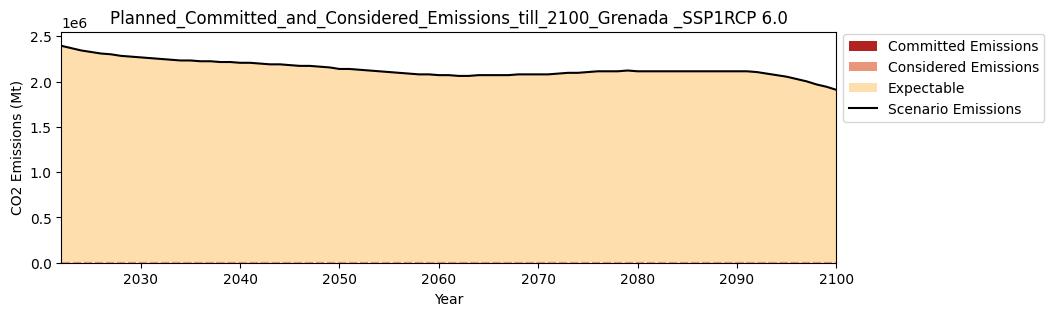 Planned_Committed_and_Considered_Emissions_till_2100_Grenada _SSP1RCP 6.0
1e6
2.5
2.0
1.5
1.0
0.5
0.0
CO2 Emissions (Mt)
2030 2040 2050 2060 2070 2080 2090 2100
Year
Committed Emissions
Considered Emissions
Expectable
Scenario Emissions